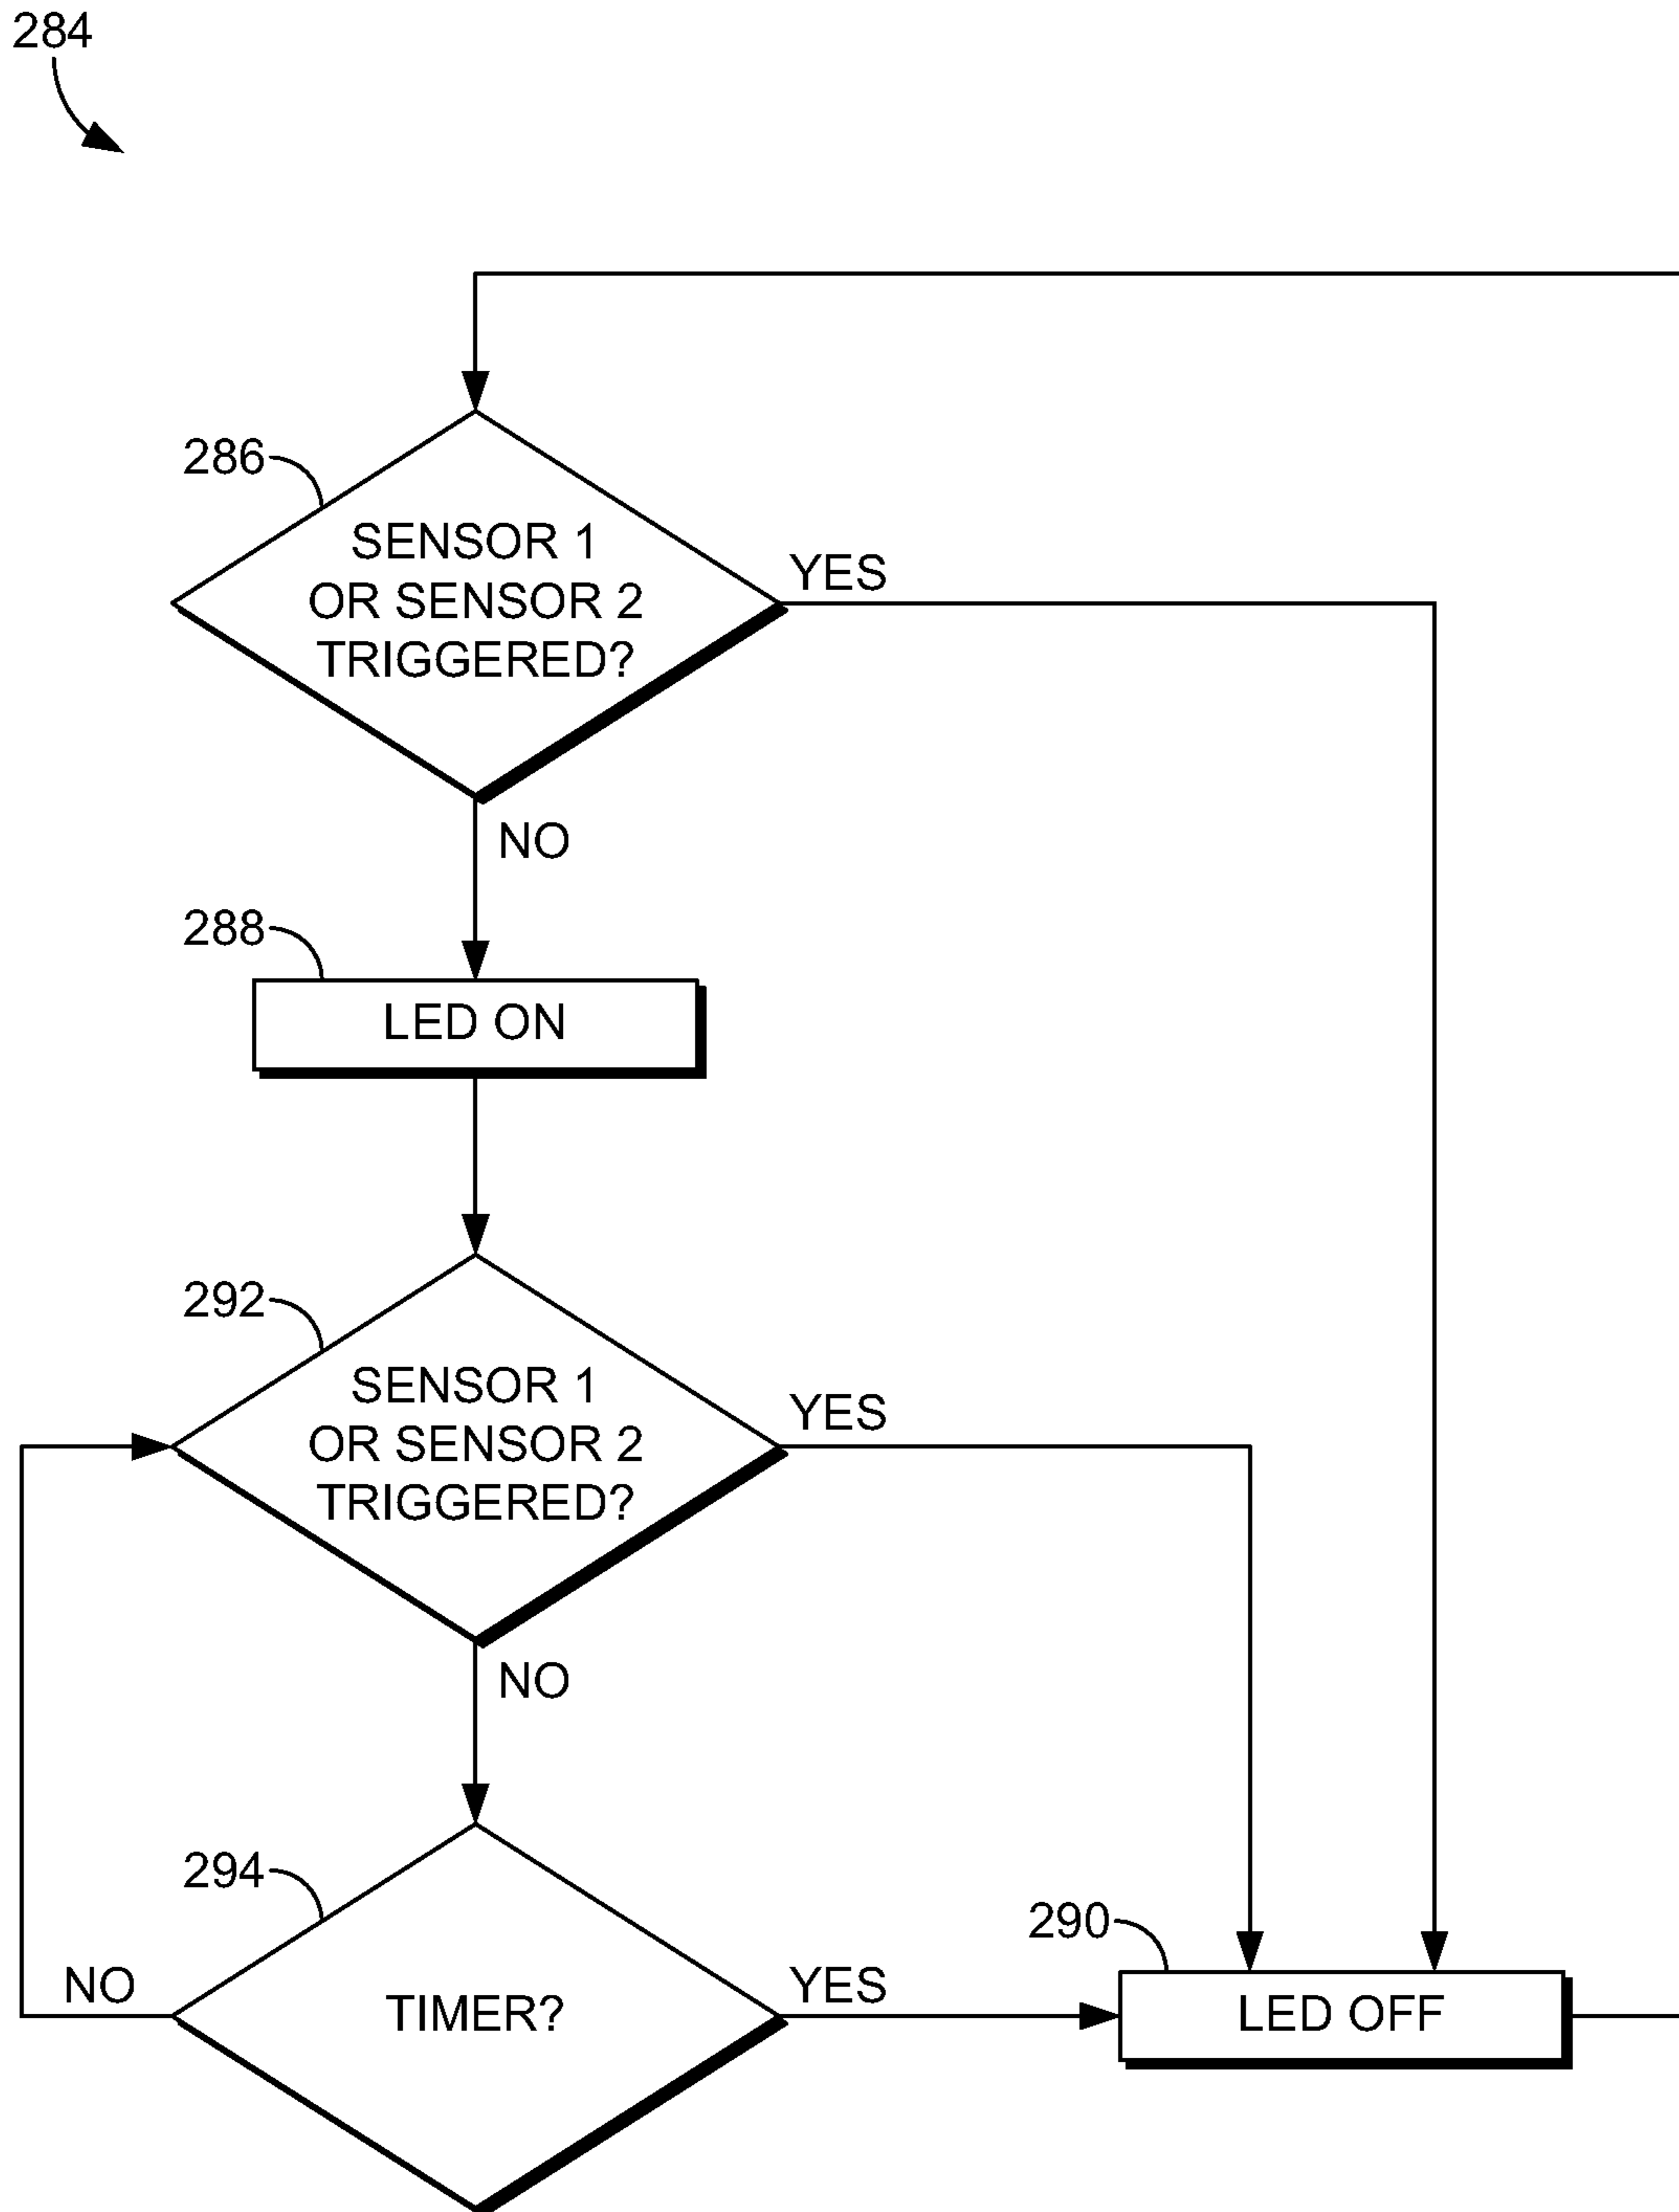 284
286
SENSOR 1
OR SENSOR 2
TRIGGERED?
YES
NO
288
LED ON
292
SENSOR 1
OR SENSOR 2
TRIGGERED?
YES
NO
294
TIMER?
NO
YES
290
LED OFF